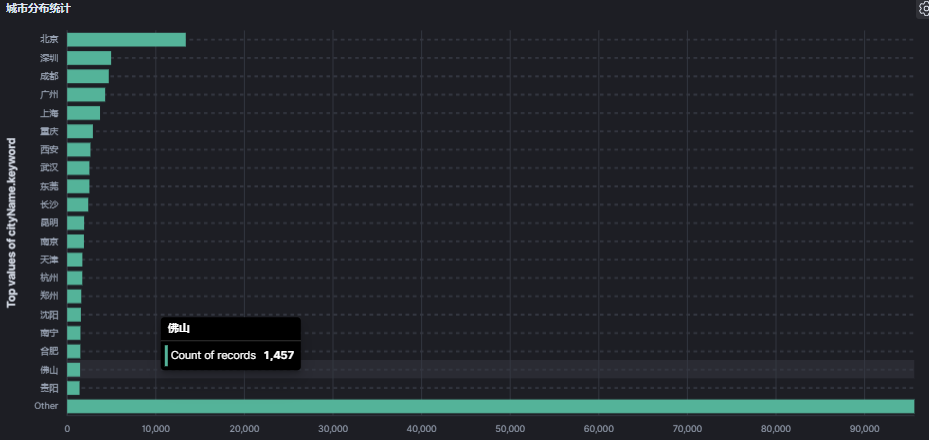 城市分布统计
Top values of cityName.keyword
北京
深圳
成都
广州
上海
重庆
西安
武汉
东莞
长沙
昆明
南京
天津
杭州
郑州
沈阳
南宁
合肥
佛山
贵阳
Other
佛山
Count of records 1,457
0 10,000 20,000 30,000 40,000 50,000 60,000 70,000 80,000 90,000